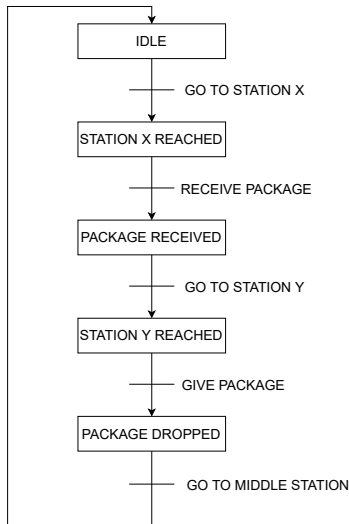 IDLE
GO TO STATION X
STATION X REACHED
RECEIVE PACKAGE
PACKAGE RECEIVED
GO TO STATION Y
STATION Y REACHED
GIVE PACKAGE
PACKAGE DROPPED
GO TO MIDDLE STATION